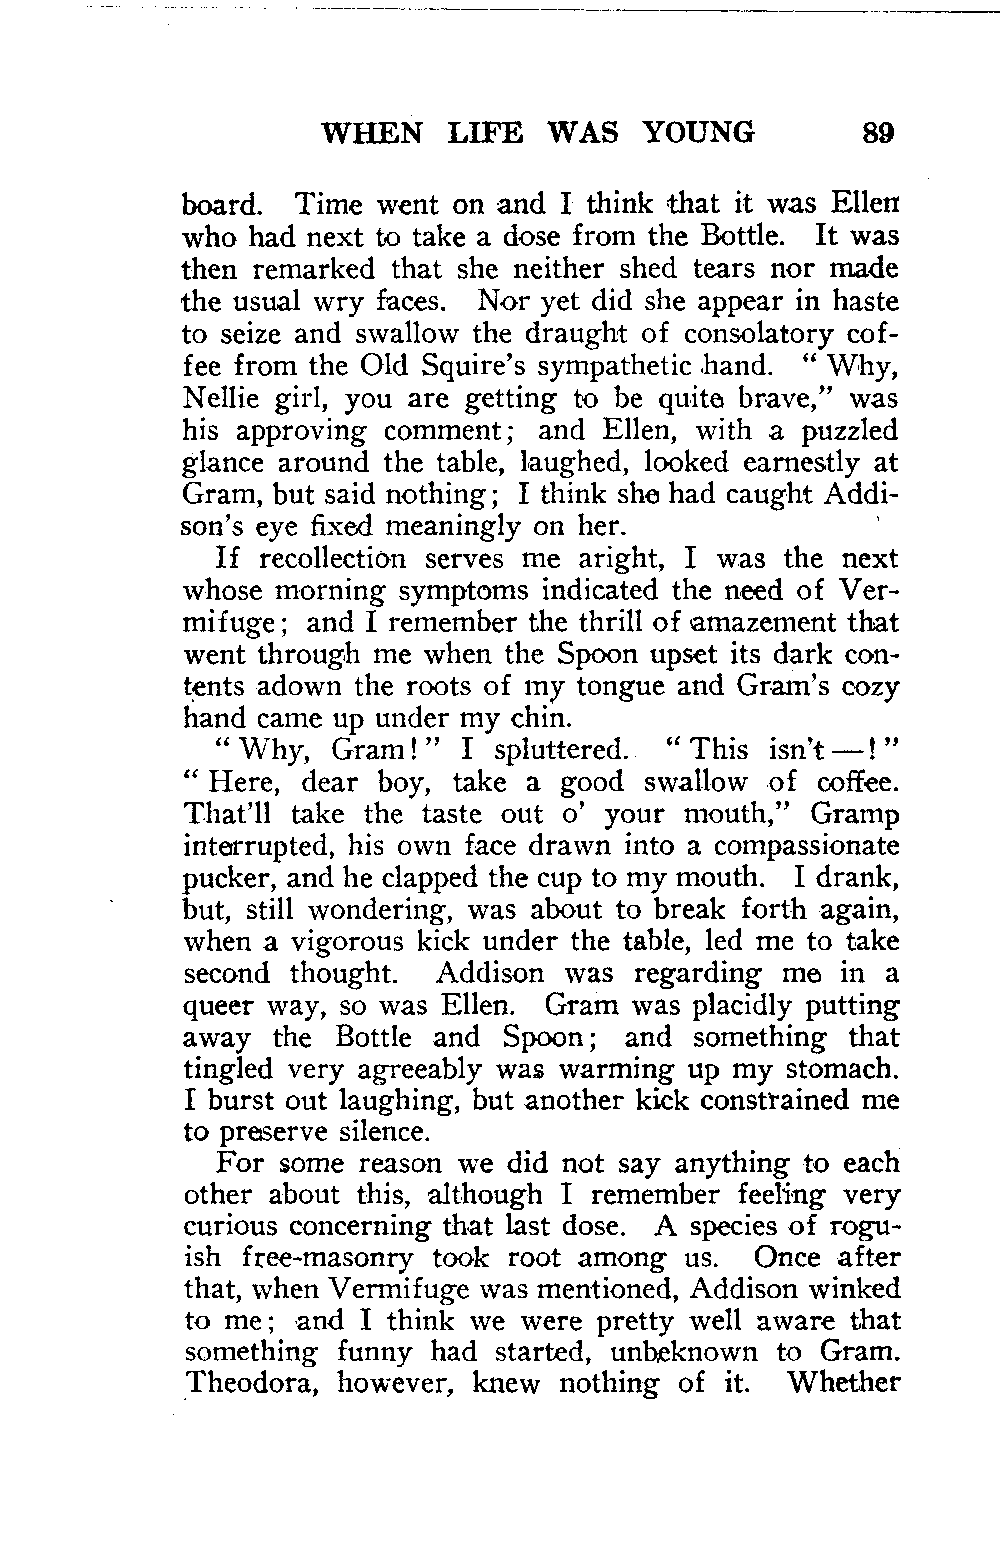 WHEN LIFE WAS YOUNG 89
board. Time went on and I think that it was Ellen
who had next to take a dose from the Bottle. It was
then remarked that she neither shed tears nor made
the usual wry faces. Nor yet did she appear in haste
to seize and swallow the draught of consolatory cof-
fee from the Old Squire's sympathetic hand. " Why,
Nellie girl, you are getting to be quite brave," was
his approving comment; and Ellen, with a puzzled
glance around the table, laughed, looked earnestly at
Gram, but said nothing; I think she had caught Addi-
son's eye fixed meaningly on her.
If recollection serves me aright, I was the next
whose morning symptoms indicated the need of Ver-
mifuge; and I remember the thrill of amazement that
went through me when the Spoon upset its dark con-
tents adown the roots of my tongue and Gram's cozy
hand came up under my chin.
" Why, Gram! " I spluttered. " This isn't —! "
" Here, dear boy, take a good swallow of coffee.
That'll take the taste out o' your mouth," Gramp
interrupted, his own face drawn into a compassionate
pucker, and he clapped the cup to my mouth. I drank,
but, still wondering, was about to break forth again,
when a vigorous kick under the table, led me to take
second thought. Addison was regarding me in a
queer way, so was Ellen. Gram was placidly putting
away the Bottle and Spoon; and something that
tingled very agreeably was warming up my stomach.
I burst out laughing, but another kick constrained me
to preserve silence.
For some reason we did not say anything to each
other about this, although I remember feeling very
curious concerning that last dose. A species of rogu-
ish free-masonry took root among us. Once after
that, when Vermifuge was mentioned, Addison winked
to me; and I think we were pretty well aware that
something funny had started, unbeknown to Gram.
Theodora, however, knew nothing of it. Whether